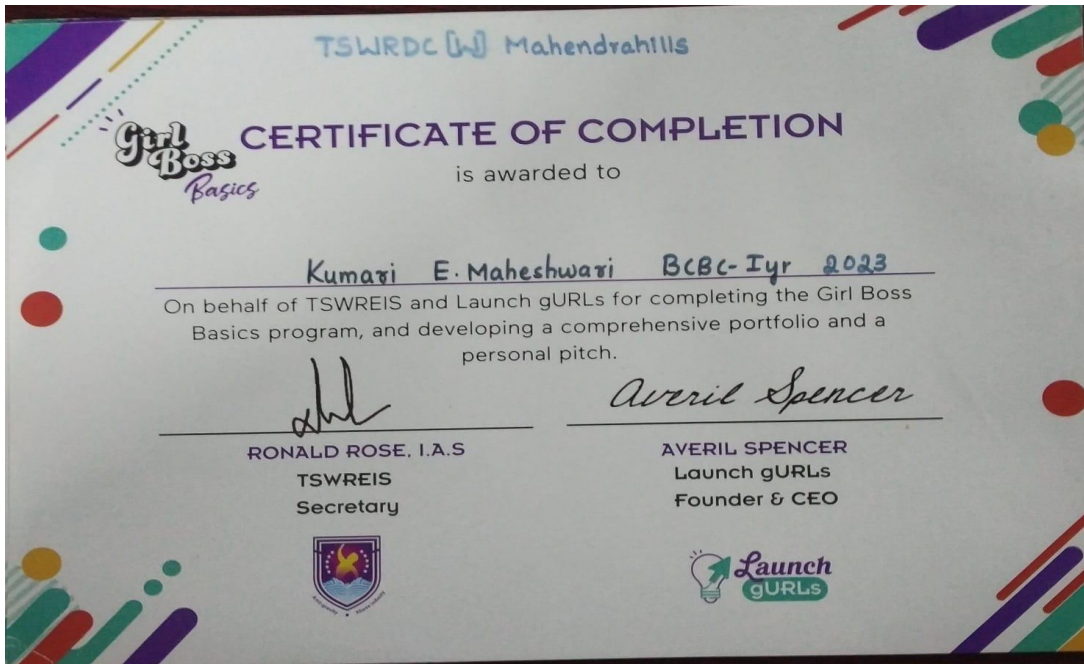 TSWRDC [W] Mahendrahills
Girl
Boss
Basics
CERTIFICATE OF COMPLETION
is awarded to
Kumari E. Maheshwari BCBC-Iyr 2023
On behalf of TSWREIS and Launch gURLs for completing the Girl Boss
Basics program, and developing a comprehensive portfolio and a
personal pitch.
Averil Spencer
RONALD ROSE, I.A.S
TSWREIS
Secretary
AVERIL SPENCER
Launch gURLs
Founder & CEO
Launch
gURLs